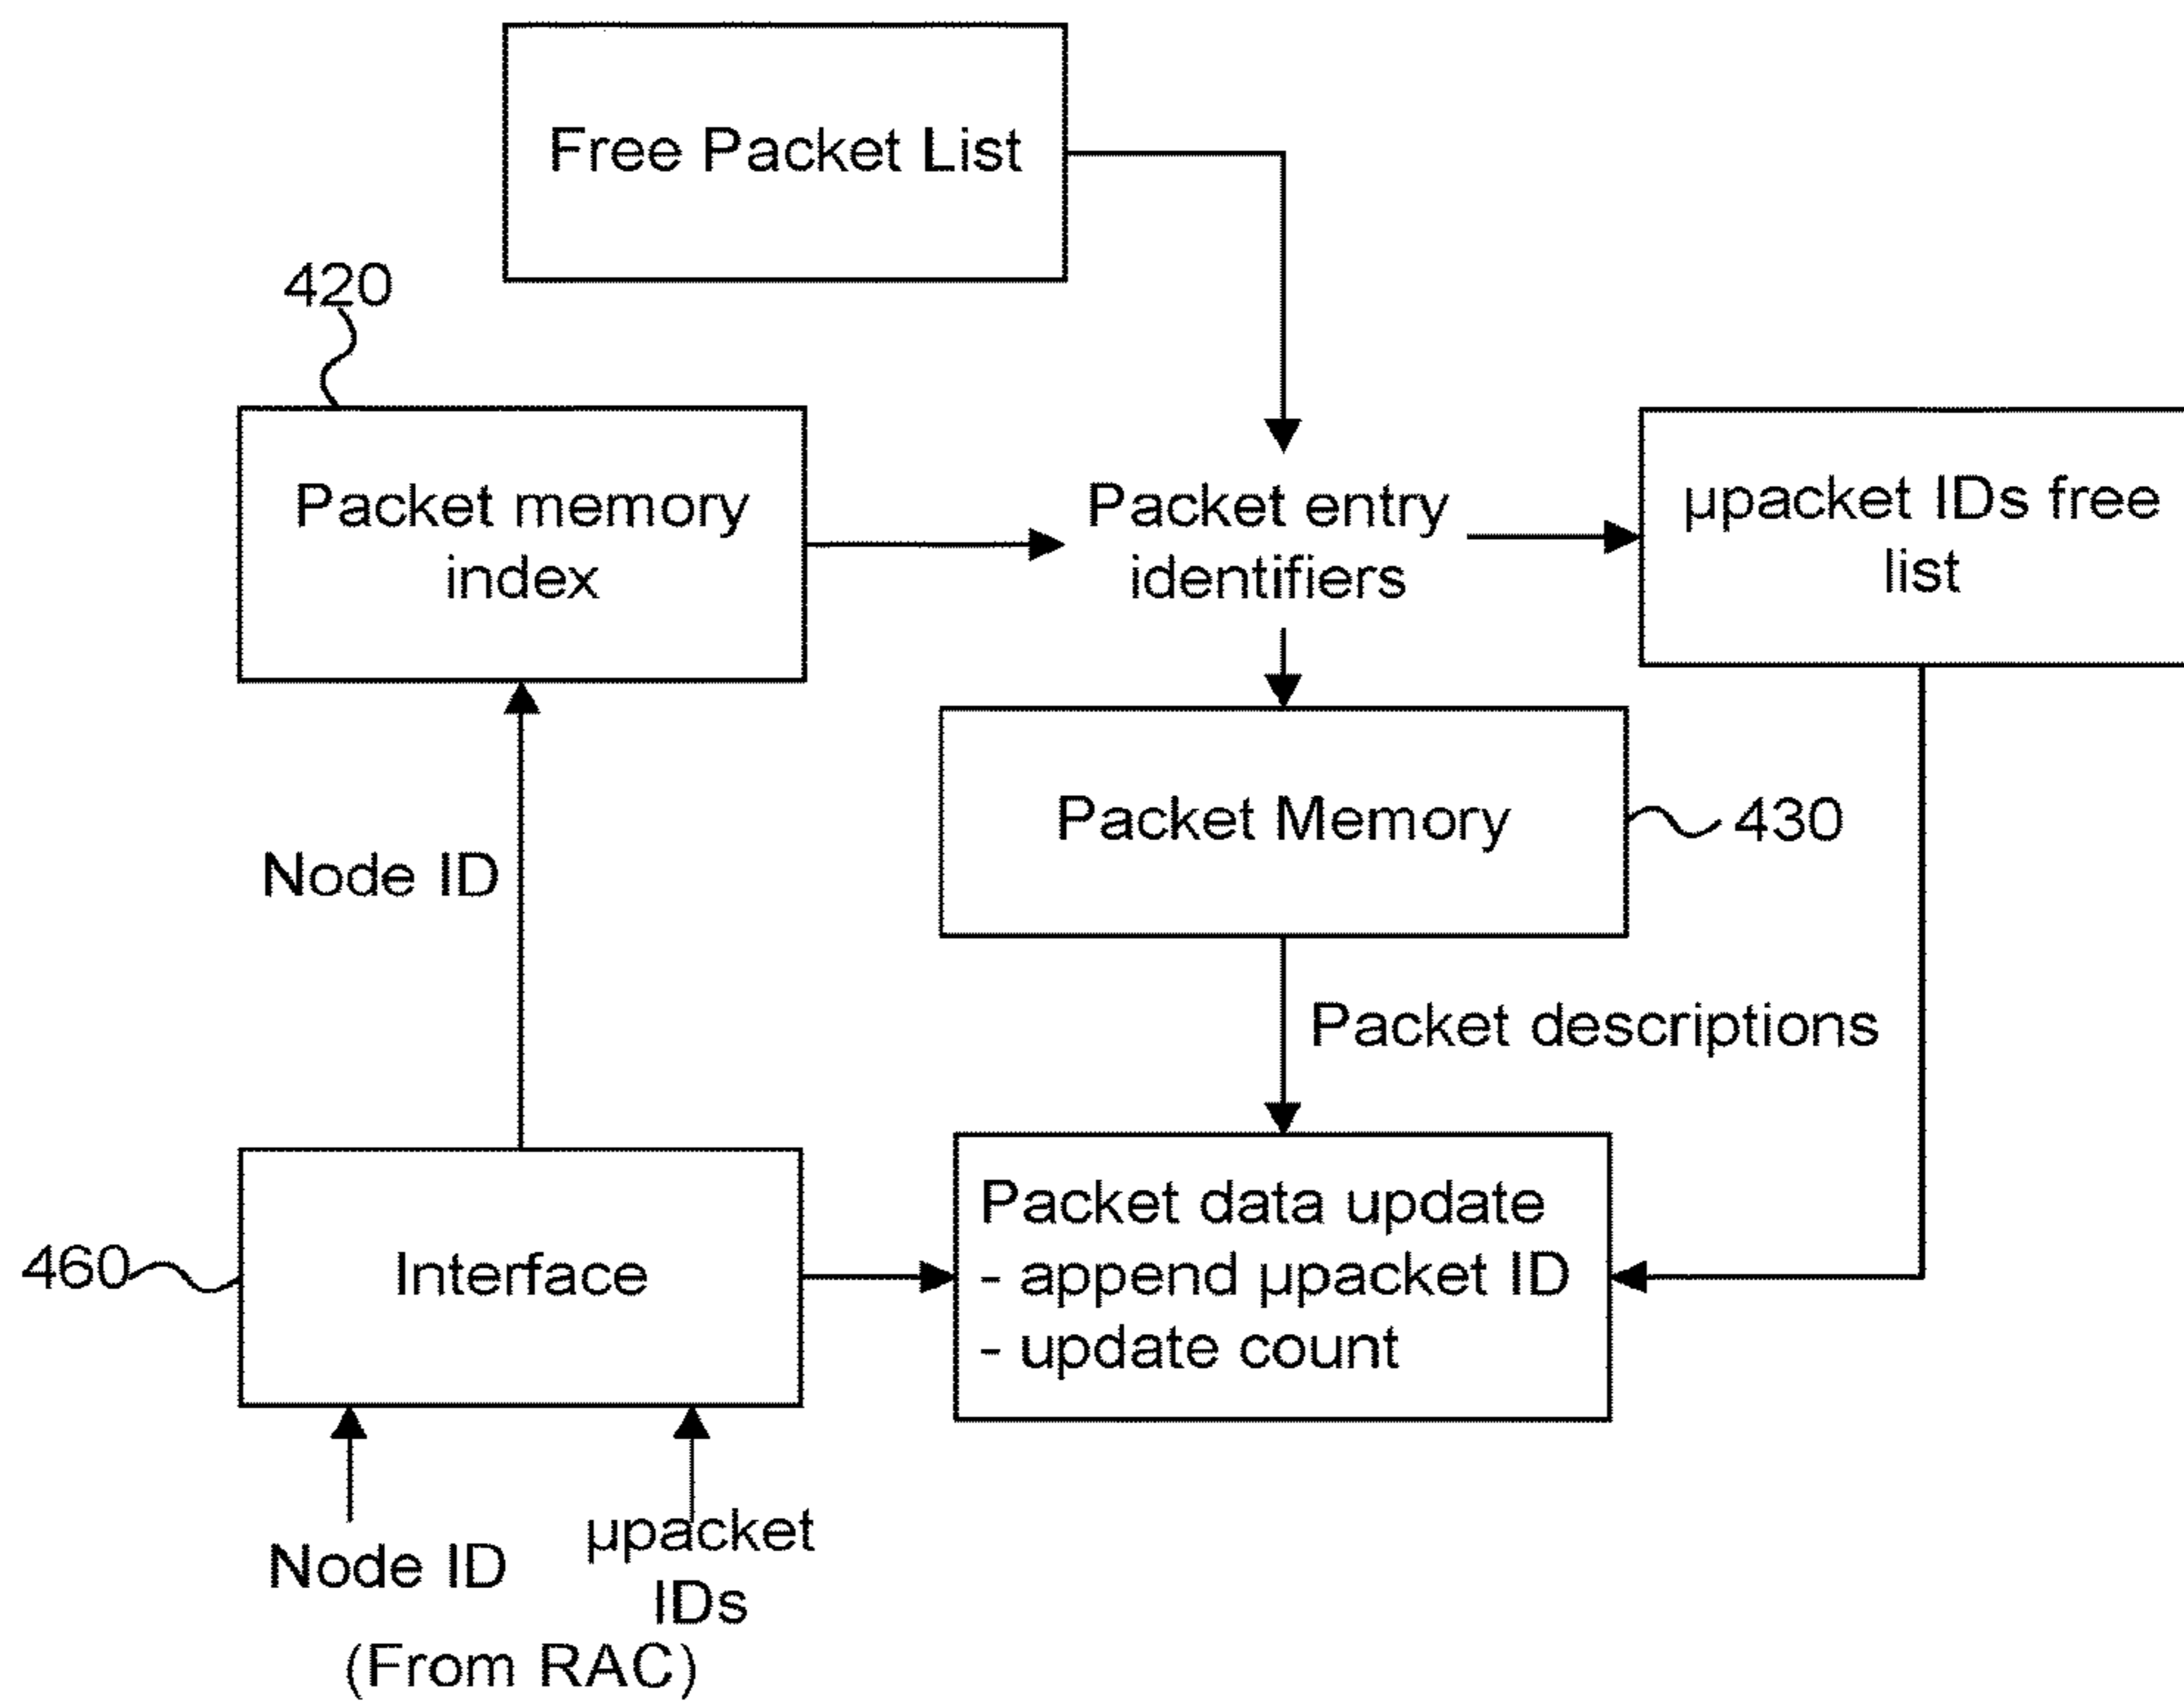 Free Packet List
420
Packet memory
index
Packet entry
identifiers
µpacket IDs free
list
Packet Memory
430
Node ID
Packet descriptions
460
Interface
Packet data update
- append µpacket ID
- update count
Node ID
µpacket
IDs
(From RAC)